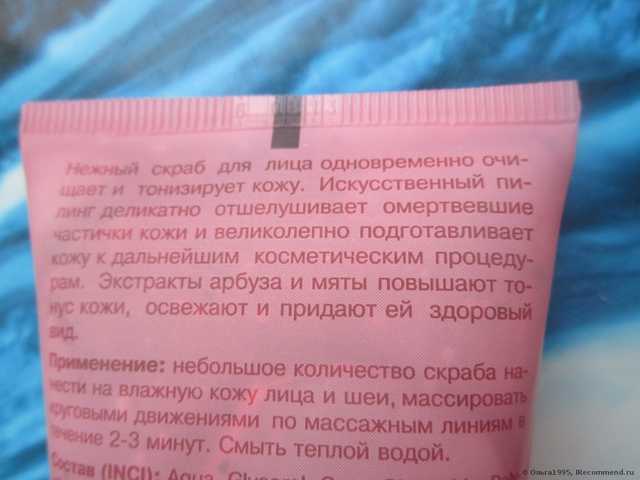 Нежный скраб для лица одновременно очи-
щает и тонизирует кожу. Искусственный пи-
линг деликатно отшелушивает омертвевшие
частички кожи и великолепно подготавливает
кожу к дальнейшим косметическим процеду-
рам. Экстракты арбуза и мяты повышают то-
нус кожи, освежают и придают ей здоровый
вид.
Применение: небольшое количество скраба на-
нести на влажную кожу лица и шеи, массировать
круговыми движениями по массажным линиям в
течение 2-3 минут. Смыть теплой водой.
Состав (INCI): Aqua, Glycerol,
© Ольга1995, IRecommend.ru